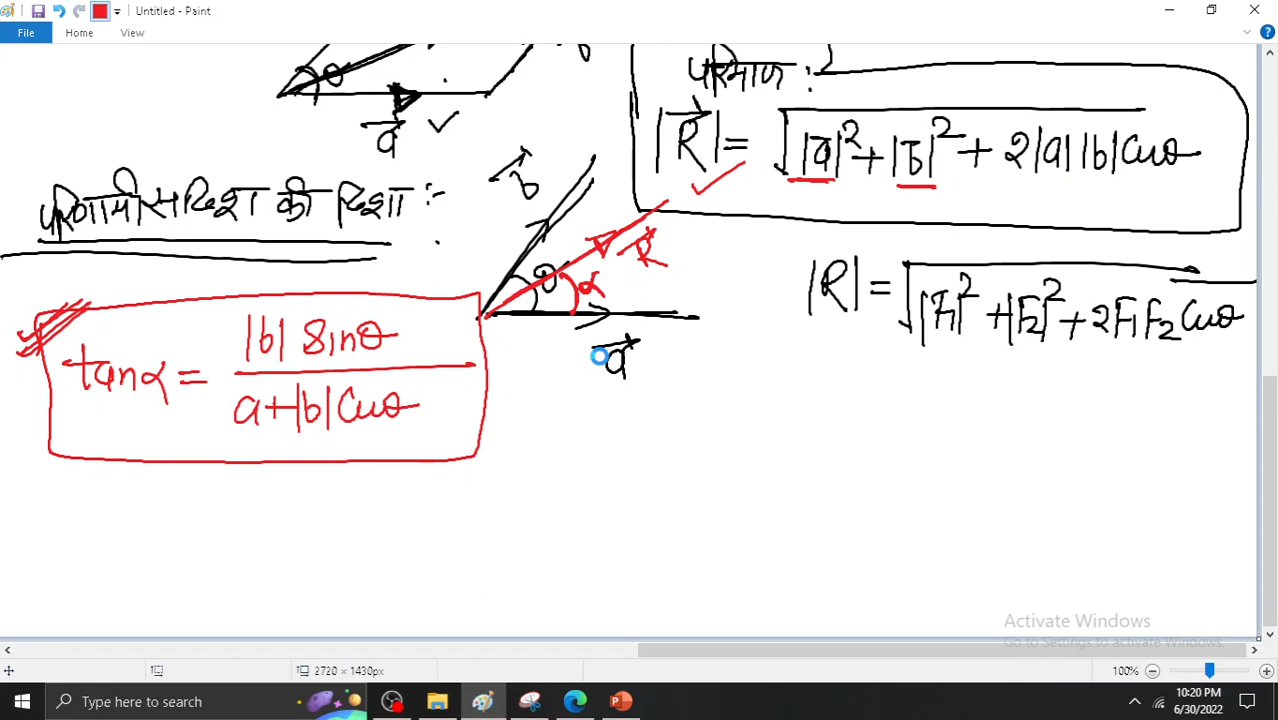 Untitled - Paint
File Home View
θ
a
परिमाण :
|R| = √|a|² + |b|² + 2|a||b|Cosθ
परिणामी सदिश की दिशा :-
b
θ
α
R
a
|R| = √|F₁|² + |F₂|² + 2F₁F₂ Cosθ
tanα = |b| Sinθ / a+|b|Cosθ
Activate Windows
Go to Settings to activate Windows.
2720 × 1430px
100%
Type here to search
10:20 PM
6/30/2022